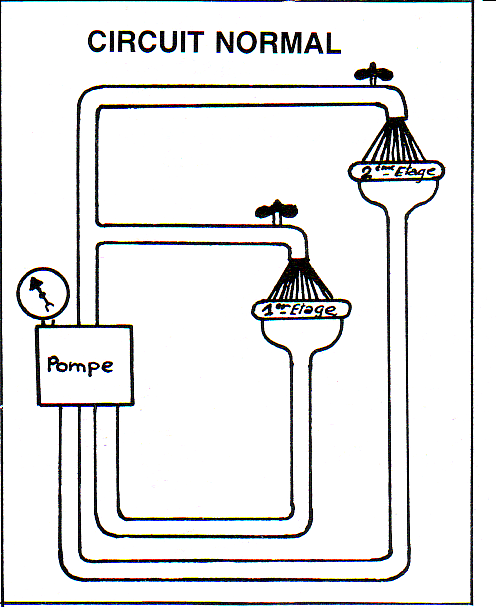 CIRCUIT NORMAL
2ème Etage
1er Etage
Pompe